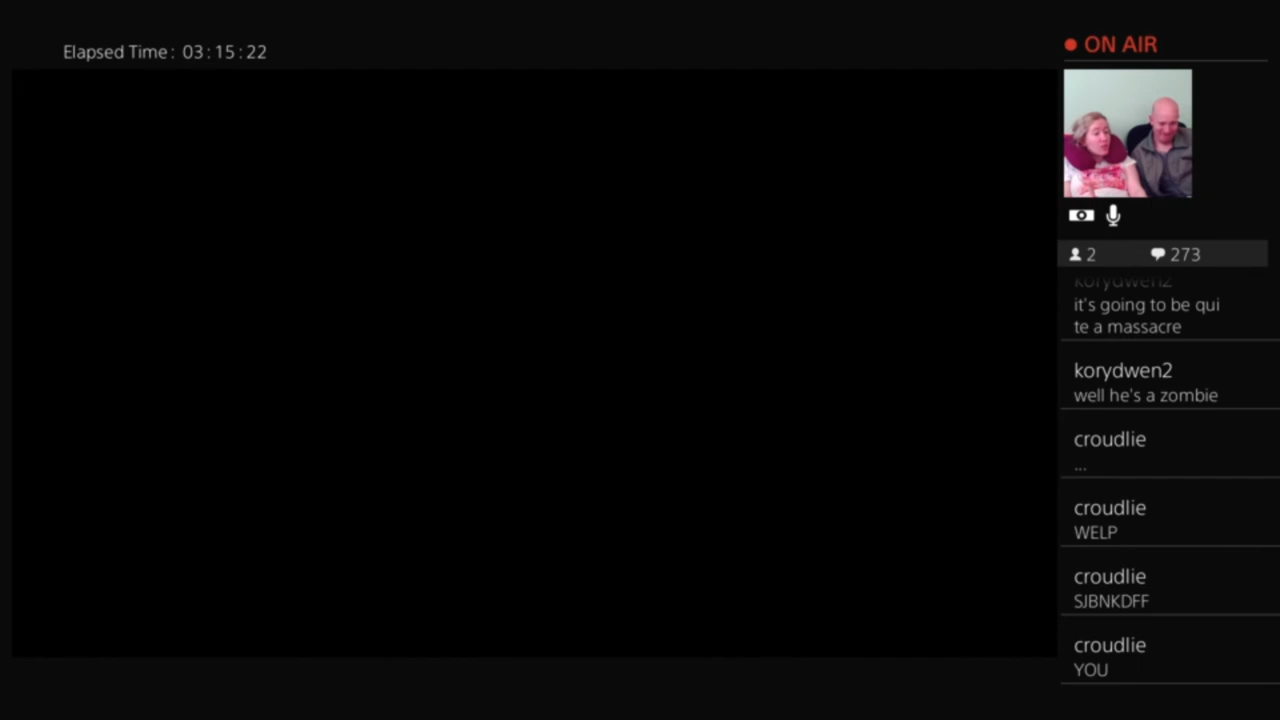 Elapsed Time: 03:15:22
ON AIR
2 273
korydwen2
it's going to be qui
te a massacre
korydwen2
well he's a zombie
croudlie
...
croudlie
WELP
croudlie
SJBNKDFF
croudlie
YOU